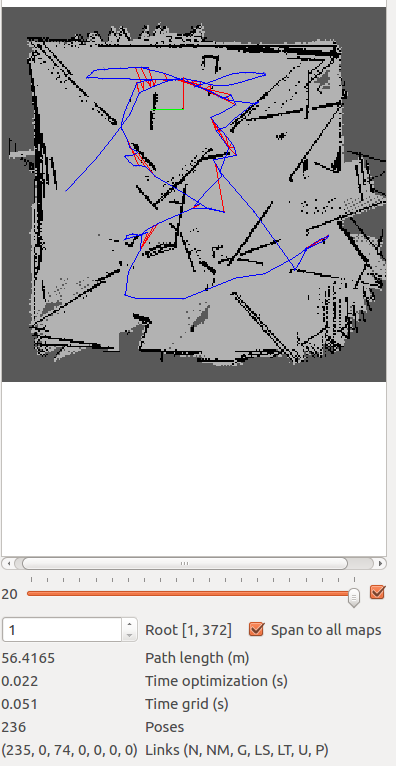 20
1 Root [1, 372] Span to all maps
56.4165 Path length (m)
0.022 Time optimization (s)
0.051 Time grid (s)
236 Poses
(235, 0, 74, 0, 0, 0, 0) Links (N, NM, G, LS, LT, U, P)